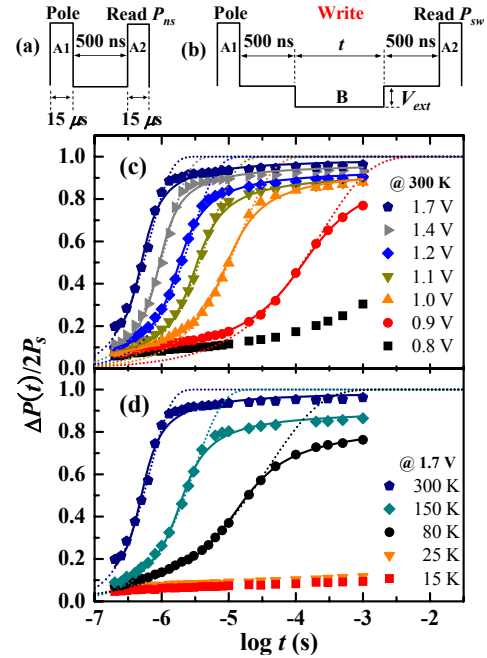 (a) Pole Read P_ns
A1 500 ns A2
15 μs 15 μs
(b) Pole Write Read P_sw
A1 500 ns t 500 ns A2
B V_ext
ΔP(t)/2P_s
(c)
1.0
0.8
0.6
0.4
0.2
0.0
@ 300 K
1.7 V
1.4 V
1.2 V
1.1 V
1.0 V
0.9 V
0.8 V
(d)
1.0
0.8
0.6
0.4
0.2
0.0
@ 1.7 V
300 K
150 K
80 K
25 K
15 K
-7 -6 -5 -4 -3 -2 -1
log t (s)